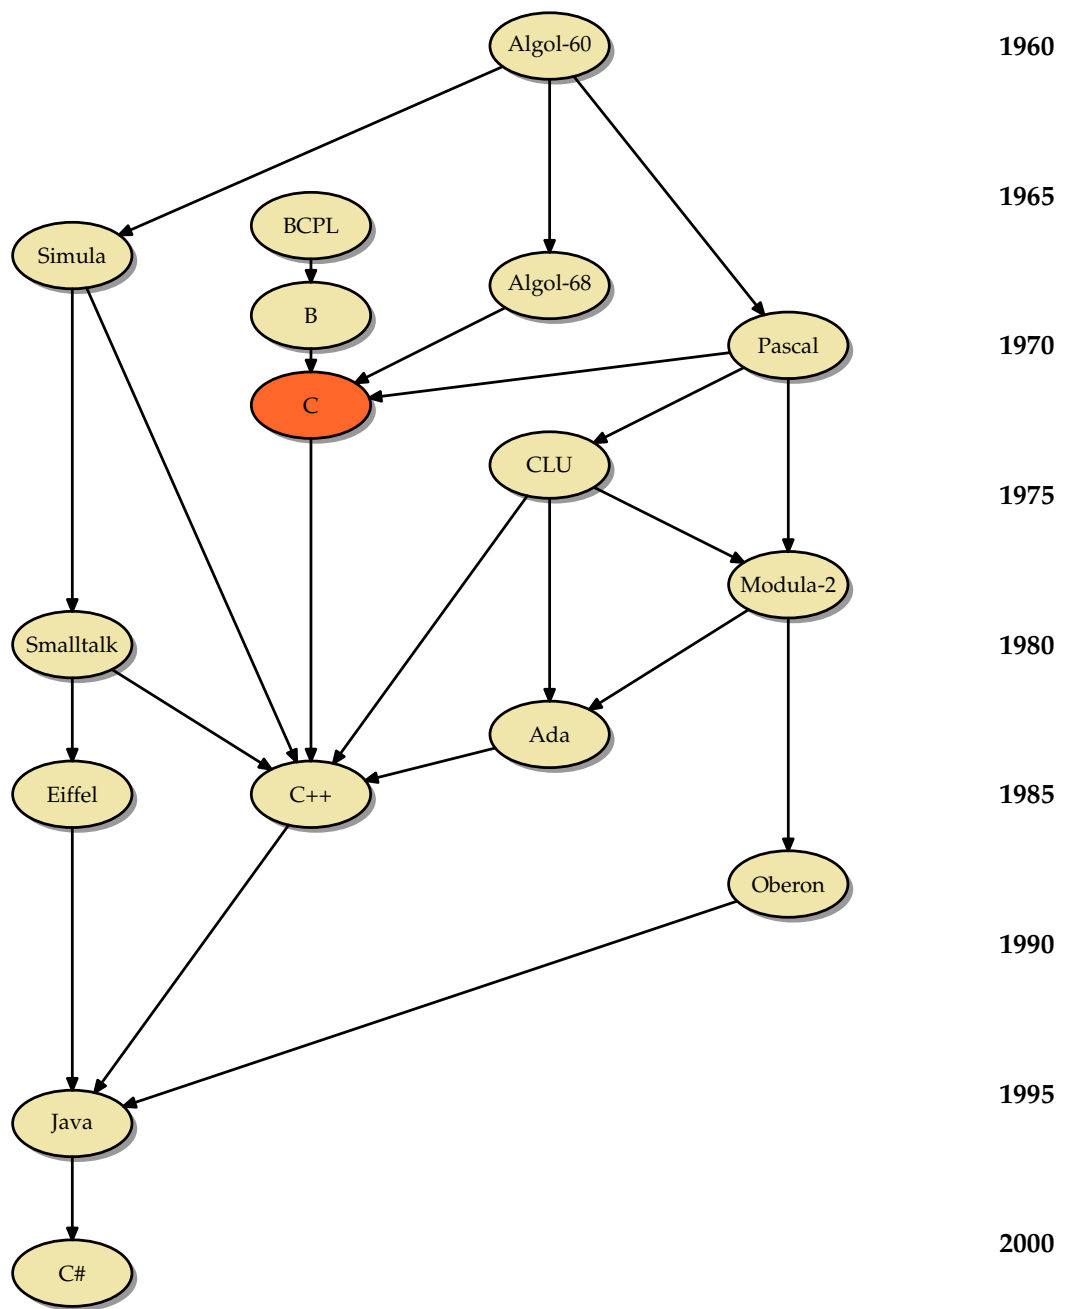 Algol-60
1960
1965
BCPL
Simula
Algol-68
B
Pascal
1970
C
CLU
1975
Modula-2
Smalltalk
1980
Ada
Eiffel
C++
1985
Oberon
1990
1995
Java
2000
C#